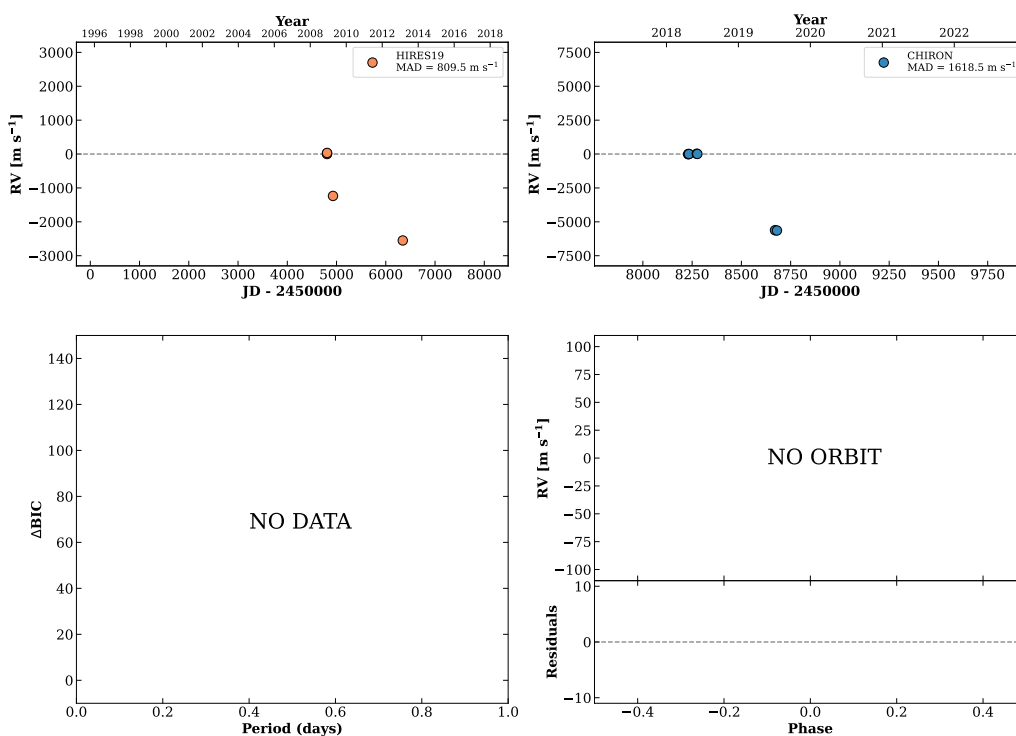 Year
1996 1998 2000 2002 2004 2006 2008 2010 2012 2014 2016 2018
HIRES19
MAD = 809.5 m s⁻¹
3000
2000
1000
0
−1000
−2000
−3000
RV [m s⁻¹]
0 1000 2000 3000 4000 5000 6000 7000 8000
JD - 2450000
Year
2018 2019 2020 2021 2022
CHIRON
MAD = 1618.5 m s⁻¹
7500
5000
2500
0
−2500
−5000
−7500
RV [m s⁻¹]
8000 8250 8500 8750 9000 9250 9500 9750
JD - 2450000
140
120
100
80
60
40
20
0
ΔBIC
NO DATA
0.0 0.2 0.4 0.6 0.8 1.0
Period (days)
100
75
50
25
0
−25
−50
−75
−100
RV [m s⁻¹]
NO ORBIT
10
0
−10
Residuals
−0.4 −0.2 0.0 0.2 0.4
Phase